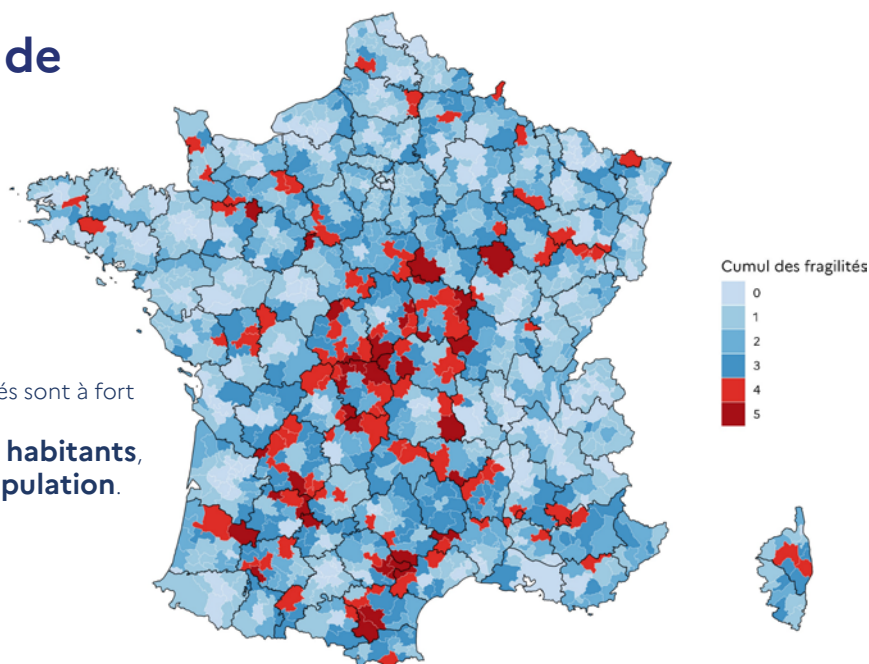 de
és sont à fort
habitants,
pulation.
Cumul des fragilités
0
1
2
3
4
5